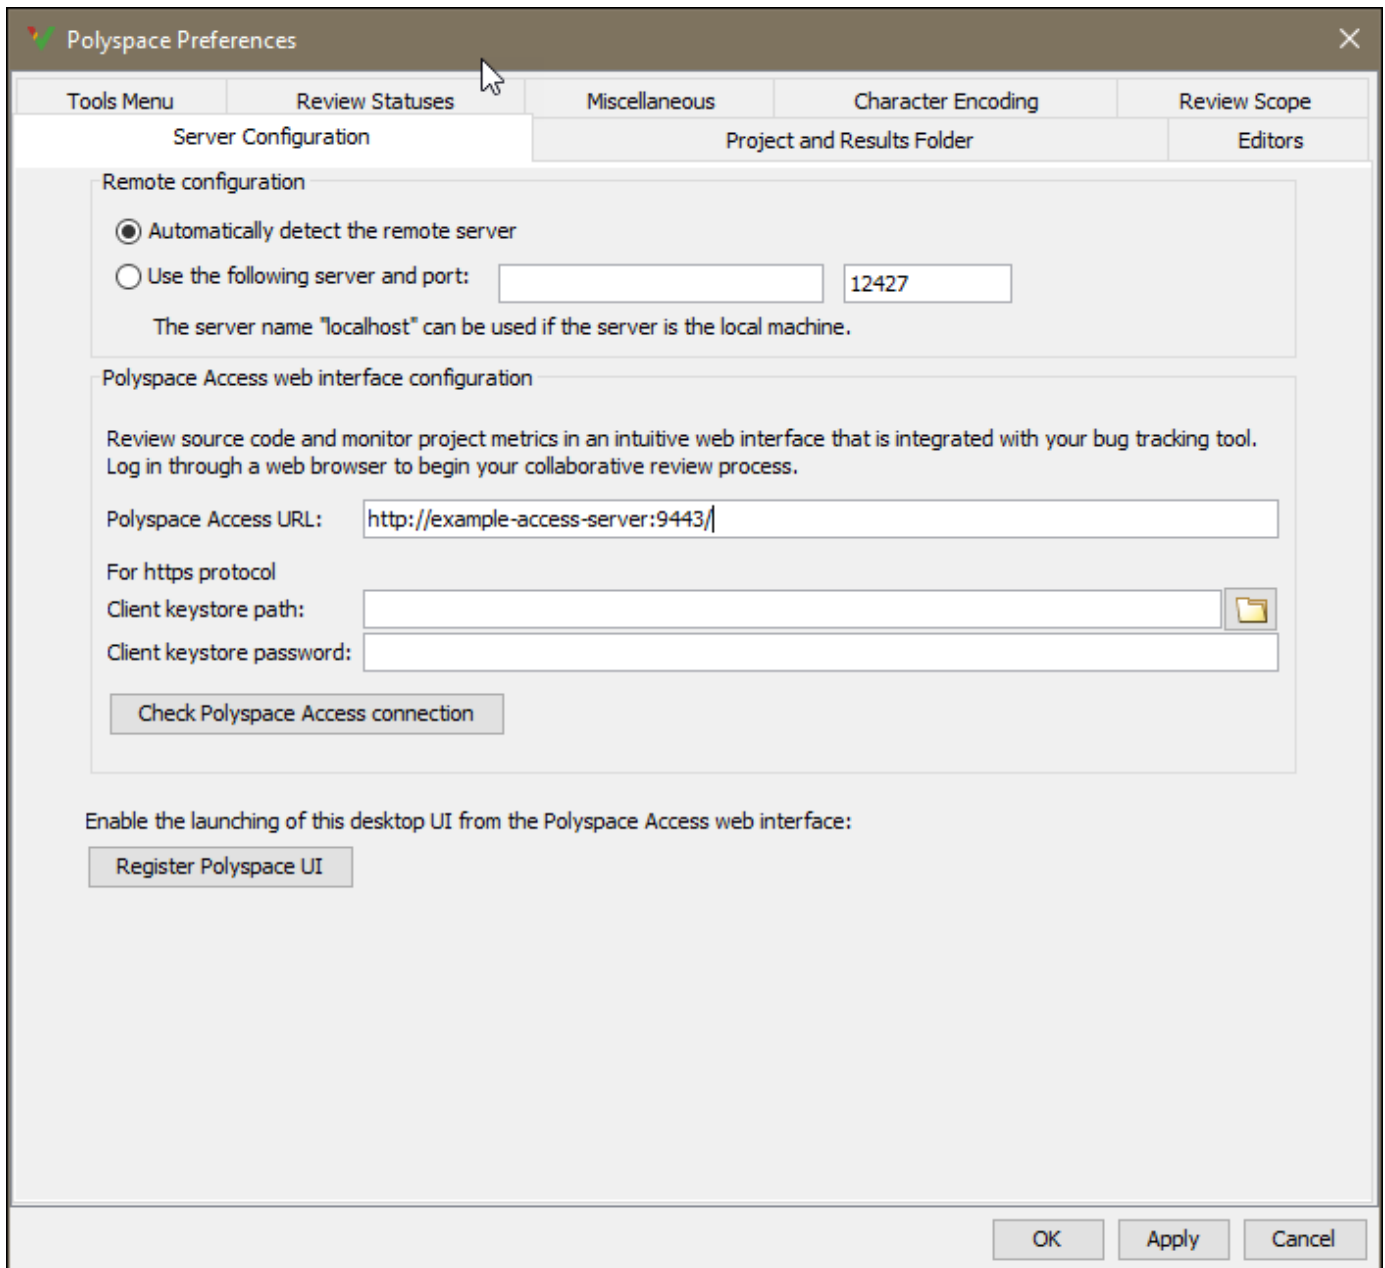 Polyspace Preferences
Tools Menu
Review Statuses
Miscellaneous
Character Encoding
Review Scope
Server Configuration
Project and Results Folder
Editors
Remote configuration
Automatically detect the remote server
Use the following server and port:
12427
The server name "localhost" can be used if the server is the local machine.
Polyspace Access web interface configuration
Review source code and monitor project metrics in an intuitive web interface that is integrated with your bug tracking tool.
Log in through a web browser to begin your collaborative review process.
Polyspace Access URL:
http://example-access-server:9443/
For https protocol
Client keystore path:
Client keystore password:
Check Polyspace Access connection
Enable the launching of this desktop UI from the Polyspace Access web interface:
Register Polyspace UI
OK
Apply
Cancel